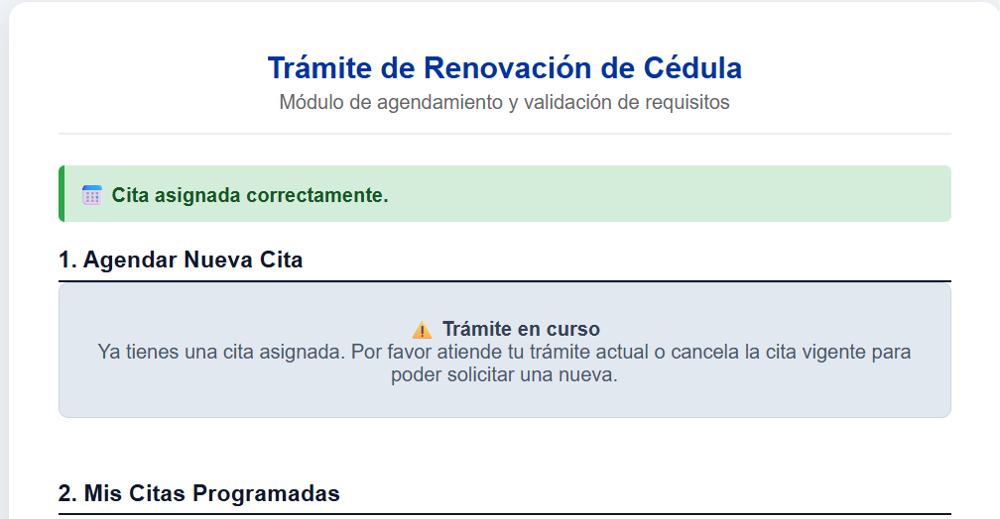 Trámite de Renovación de Cédula
Módulo de agendamiento y validación de requisitos
Cita asignada correctamente.
1. Agendar Nueva Cita
Trámite en curso
Ya tienes una cita asignada. Por favor atiende tu trámite actual o cancela la cita vigente para
poder solicitar una nueva.
2. Mis Citas Programadas